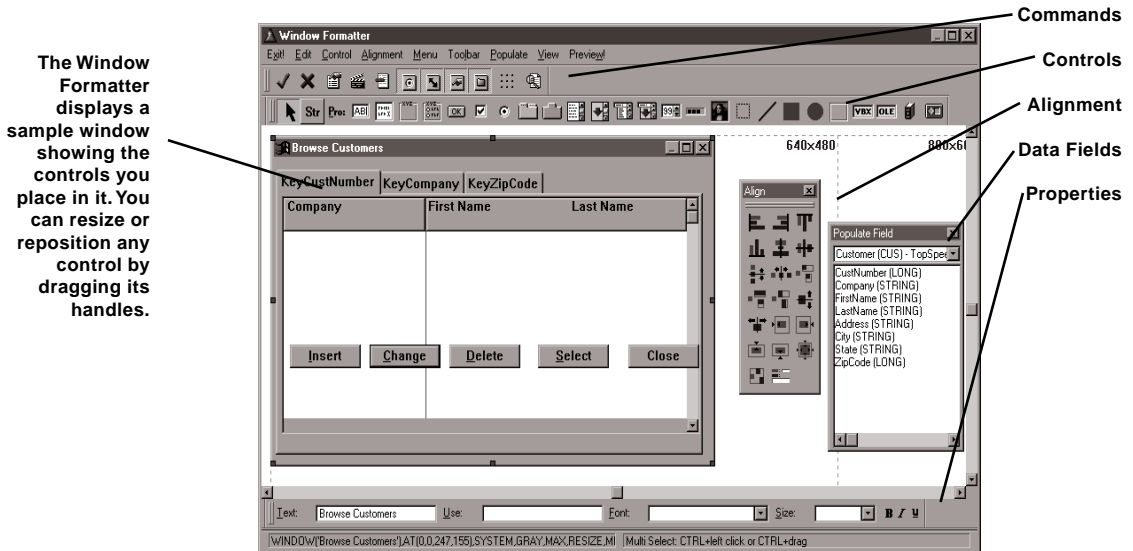 Commands
Controls
Alignment
Data Fields
Properties
The Window
Formatter
displays a
sample window
showing the
controls you
place in it. You
can resize or
reposition any
control by
dragging its
handles.
Window Formatter
Exit! Edit Control Alignment Menu Toolbar Populate View Preview!
Str Pro: OK 99 VBX OLE
640x480
Browse Customers
KeyCustNumber KeyCompany KeyZipCode
Company First Name Last Name
Insert Change Delete Select Close
Align
Populate Field
Customer (CUS) - TopSpee
CustNumber (LONG)
Company (STRING)
FirstName (STRING)
LastName (STRING)
Address (STRING)
City (STRING)
State (STRING)
ZipCode (LONG)
Text: Browse Customers Use: Font: Size: B I U
WINDOW('Browse Customers'),AT(0,0,247,155),SYSTEM,GRAY,MAX,RESIZE,MI Multi Select: CTRL+left click or CTRL+drag